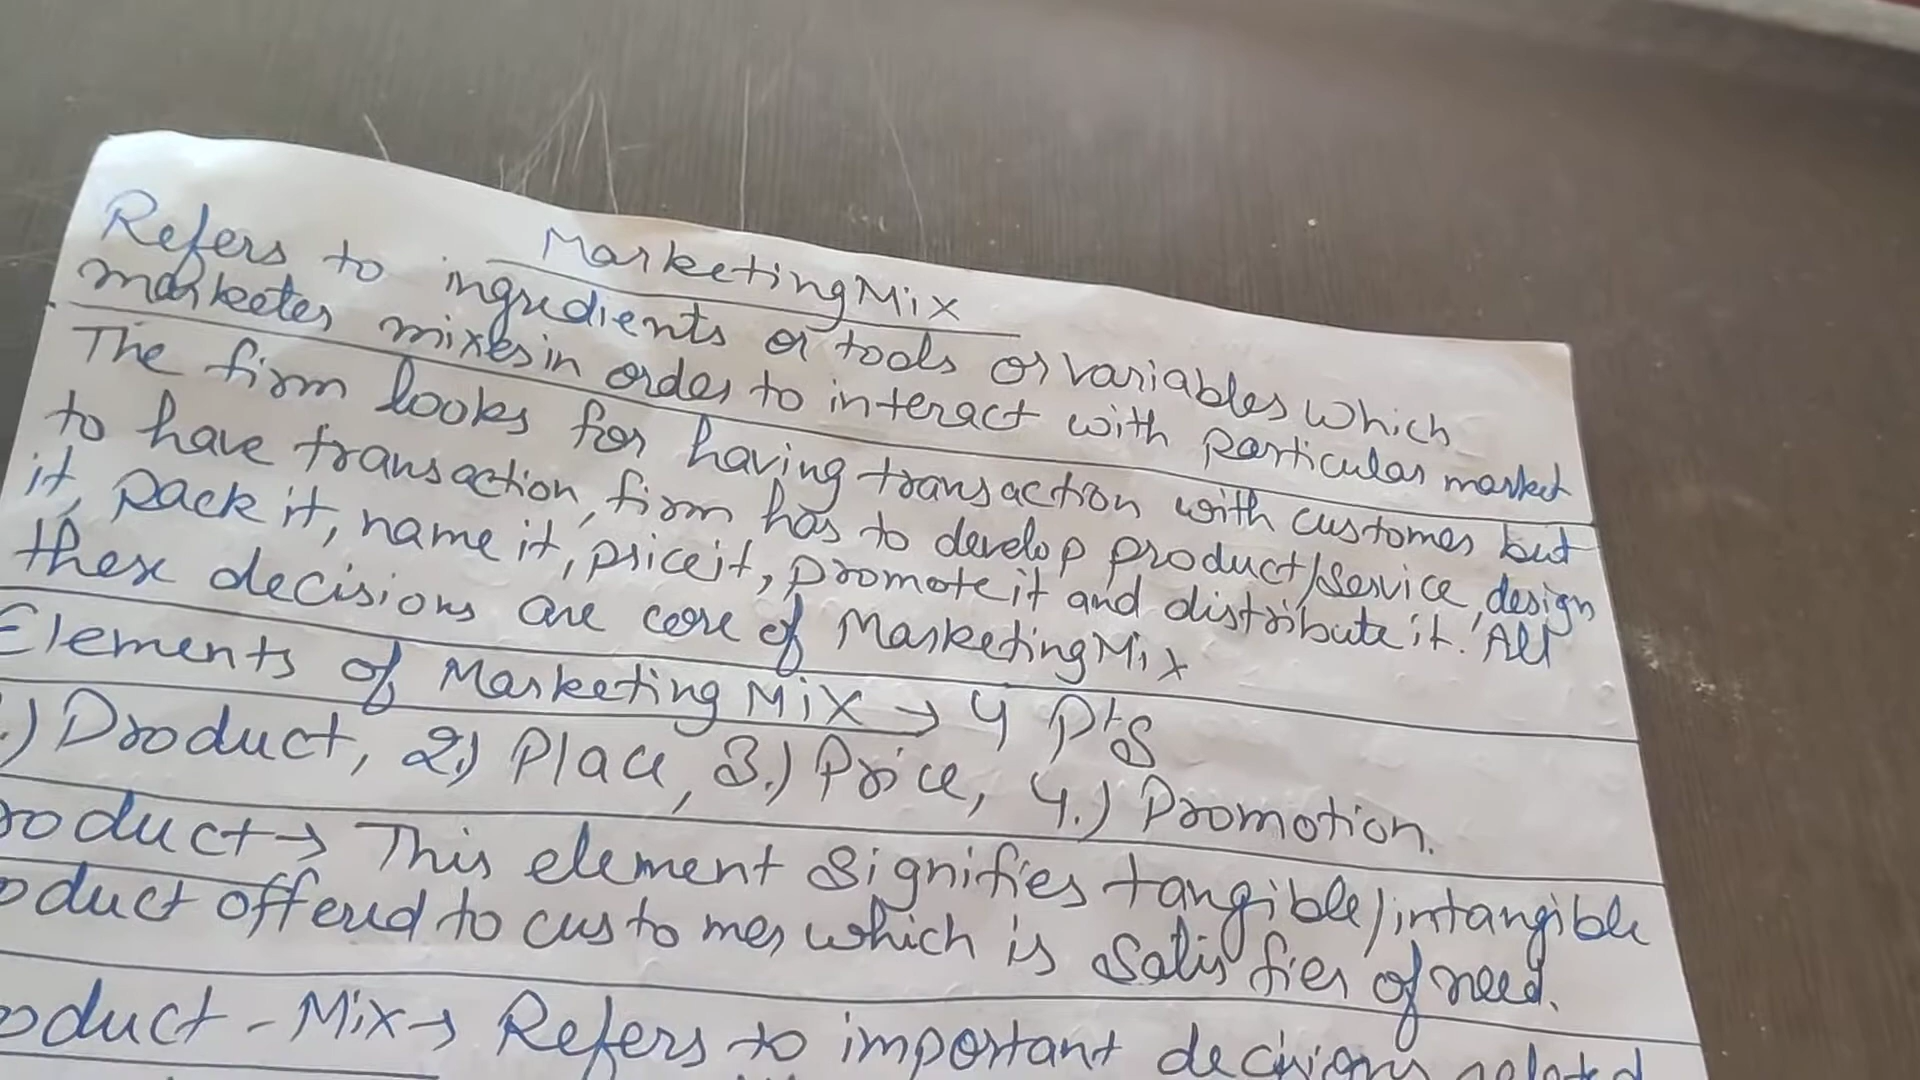 Marketing Mix
Refers to ingredients or tools or variables which
marketer mixes in order to interact with particular market
The firm looks for having transaction with customer but
to have transaction, firm has to develop product/service, design
it, pack it, name it, price it, promote it and distribute it. All
these decisions are core of Marketing Mix
Elements of Marketing Mix → 4 P's
.) Product, 2.) Place, 3.) Price, 4.) Promotion.
roduct → This element signifies tangible/intangible
oduct offered to customer which is satisfier of need.
oduct - Mix → Refers to important decisions related